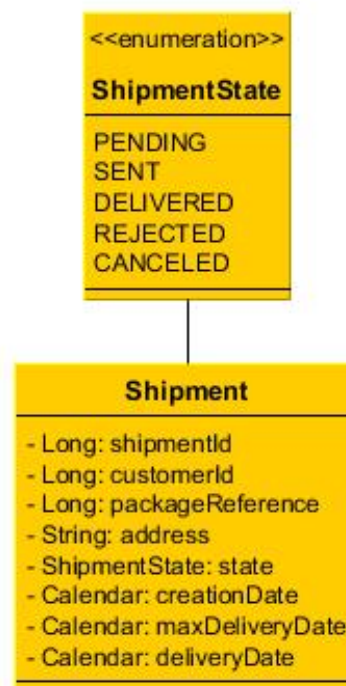 <<enumeration>>
ShipmentState
PENDING
SENT
DELIVERED
REJECTED
CANCELED
Shipment
- Long: shipmentId
- Long: customerId
- Long: packageReference
- String: address
- ShipmentState: state
- Calendar: creationDate
- Calendar: maxDeliveryDate
- Calendar: deliveryDate